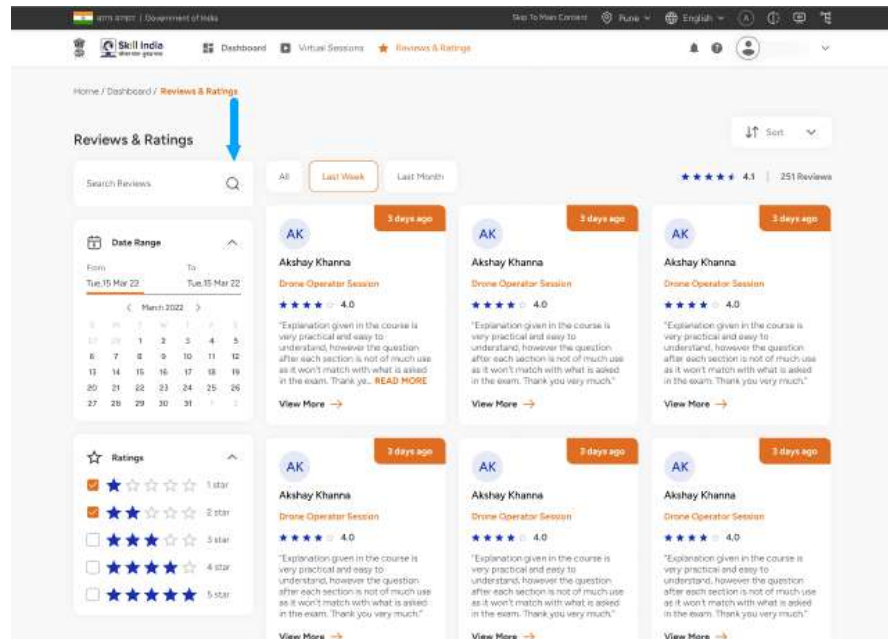 भारत सरकार | Government of India
Skip To Main Content
Pune
English
Skill India
Dashboard
Virtual Sessions
Reviews & Ratings
Home / Dashboard / Reviews & Ratings
Reviews & Ratings
Sort
Search Reviews
All
Last Week
Last Month
4.1 | 251 Reviews
Date Range
From To
Tue,15 Mar 22 Tue,15 Mar 22
March 2022
1 2 3 4 5
6 7 8 9 10 11 12
13 14 15 16 17 18 19
20 21 22 23 24 25 26
27 28 29 30 31
Ratings
1 star
2 star
3 star
4 star
5 star
3 days ago
AK
Akshay Khanna
Drone Operator Session
4.0
"Explanation given in the course is
very practical and easy to
understand, however the question
after each section is not of much use
as it won't match with what is asked
in the exam. Thank ye... READ MORE
View More
3 days ago
AK
Akshay Khanna
Drone Operator Session
4.0
"Explanation given in the course is
very practical and easy to
understand, however the question
after each section is not of much use
as it won't match with what is asked
in the exam. Thank you very much."
View More
3 days ago
AK
Akshay Khanna
Drone Operator Session
4.0
"Explanation given in the course is
very practical and easy to
understand, however the question
after each section is not of much use
as it won't match with what is asked
in the exam. Thank you very much."
View More
3 days ago
AK
Akshay Khanna
Drone Operator Session
4.0
"Explanation given in the course is
very practical and easy to
understand, however the question
after each section is not of much use
as it won't match with what is asked
in the exam. Thank you very much."
View More
3 days ago
AK
Akshay Khanna
Drone Operator Session
4.0
"Explanation given in the course is
very practical and easy to
understand, however the question
after each section is not of much use
as it won't match with what is asked
in the exam. Thank you very much."
View More
3 days ago
AK
Akshay Khanna
Drone Operator Session
4.0
"Explanation given in the course is
very practical and easy to
understand, however the question
after each section is not of much use
as it won't match with what is asked
in the exam. Thank you very much."
View More